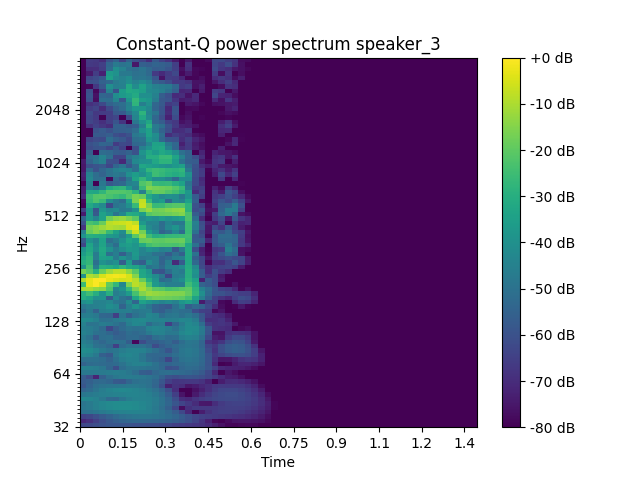 Constant-Q power spectrum speaker_3
Hz
2048
1024
512
256
128
64
32
0 0.15 0.3 0.45 0.6 0.75 0.9 1.1 1.2 1.4
Time
+0 dB
-10 dB
-20 dB
-30 dB
-40 dB
-50 dB
-60 dB
-70 dB
-80 dB